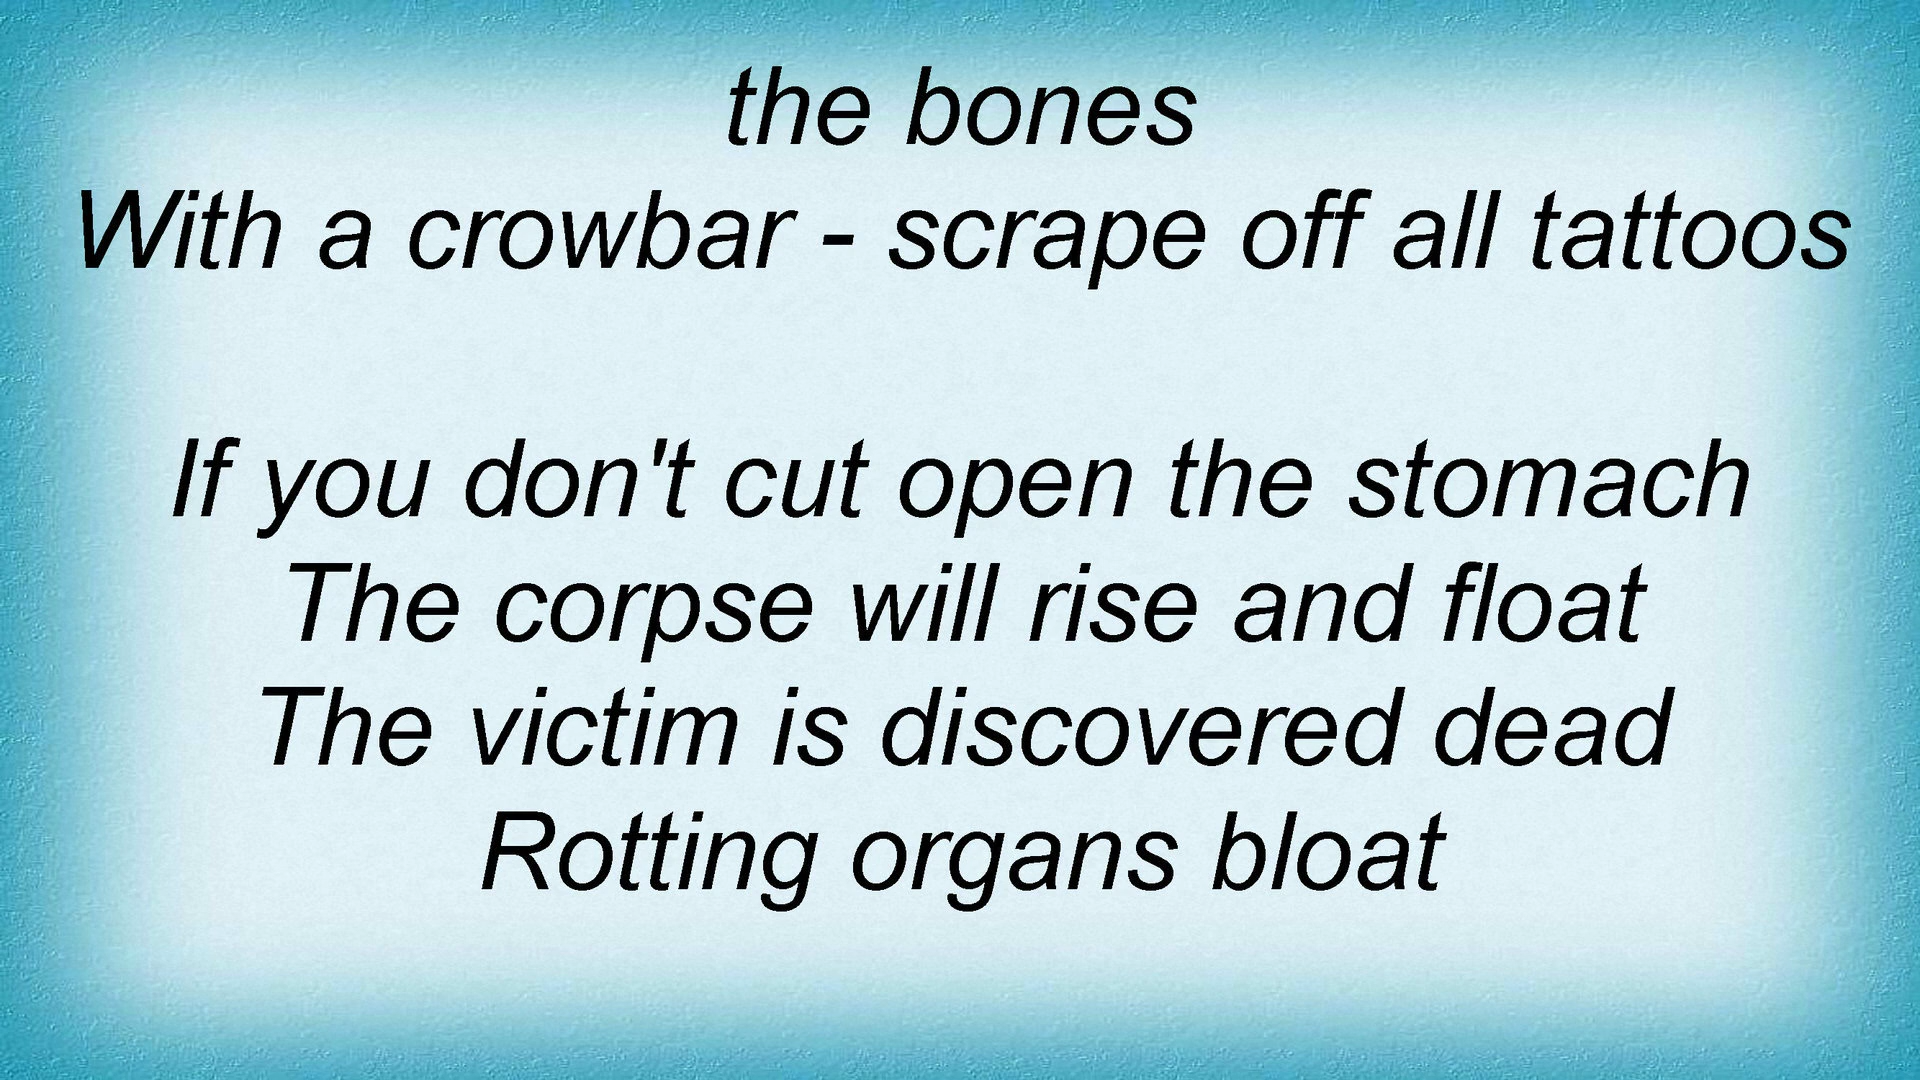 the bones
With a crowbar - scrape off all tattoos
If you don't cut open the stomach
The corpse will rise and float
The victim is discovered dead
Rotting organs bloat